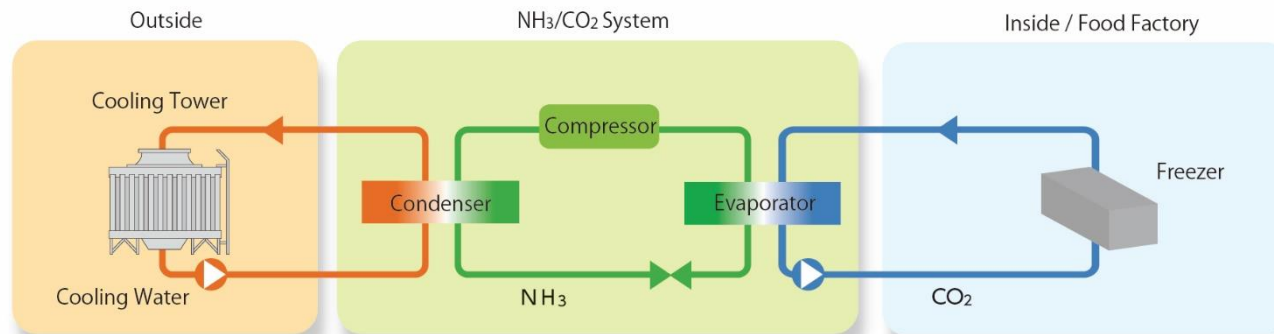 Outside
NH₃/CO₂ System
Inside / Food Factory
Cooling Tower
Compressor
Condenser
Evaporator
Freezer
Cooling Water
NH₃
CO₂